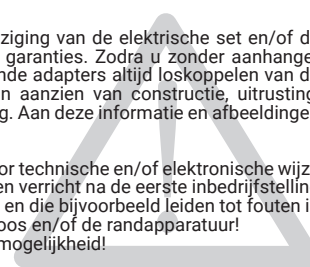 ziging van de elektrische set en/of d
garanties. Zodra u zonder aanhange
nde adapters altijd loskoppelen van d
n aanzien van constructie, uitrusting
g. Aan deze informatie en afbeeldinge
or technische en/of elektronische wijz
en verricht na de eerste inbedrijfstellin
en die bijvoorbeeld leiden tot fouten i
oos en/of de randapparatuur!
mogelijkheid!